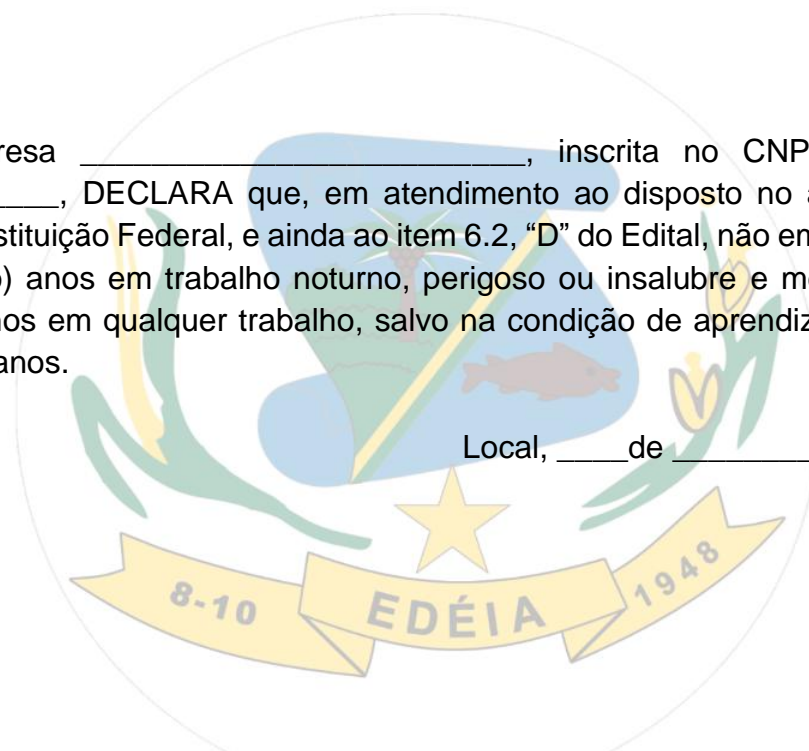 resa _________________________, inscrita no CNP
____, DECLARA que, em atendimento ao disposto no a
stituição Federal, e ainda ao item 6.2, “D” do Edital, não em
o) anos em trabalho noturno, perigoso ou insalubre e me
nos em qualquer trabalho, salvo na condição de aprendiz
anos.
Local, ____de ________
8-10
EDÉIA
1948